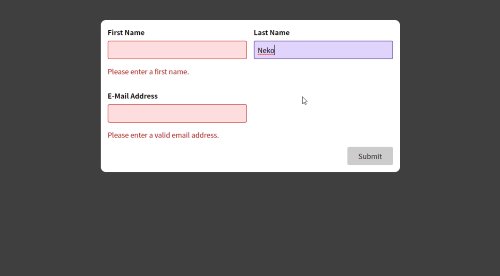 First Name
Last Name
Neko
Please enter a first name.
E-Mail Address
Please enter a valid email address.
Submit